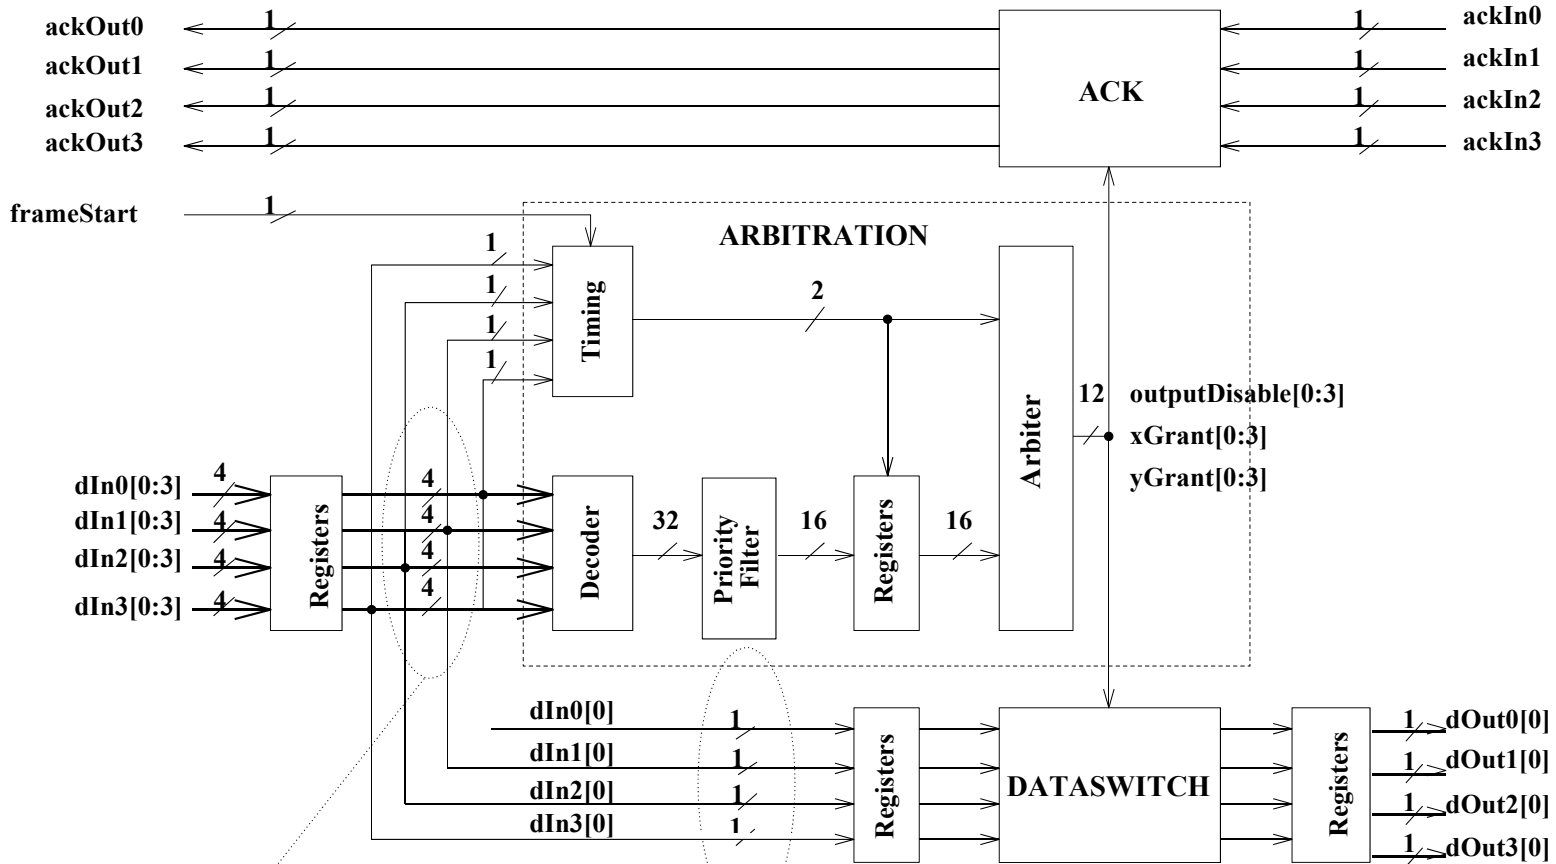 ackOut0
1
1
ackIn0
ackOut1
1
1
ackIn1
ACK
ackOut2
1
1
ackIn2
ackOut3
1
1
ackIn3
frameStart
1
ARBITRATION
1
1
1
1
Timing
2
Arbiter
12
outputDisable[0:3]
xGrant[0:3]
yGrant[0:3]
dIn0[0:3]
4
4
dIn1[0:3]
4
4
dIn2[0:3]
4
4
dIn3[0:3]
4
4
Registers
Decoder
32
Priority
Filter
16
Registers
16
dIn0[0]
1
dIn1[0]
1
dIn2[0]
1
dIn3[0]
1
Registers
DATASWITCH
Registers
1
dOut0[0]
1
dOut1[0]
1
dOut2[0]
1
dOut3[0]